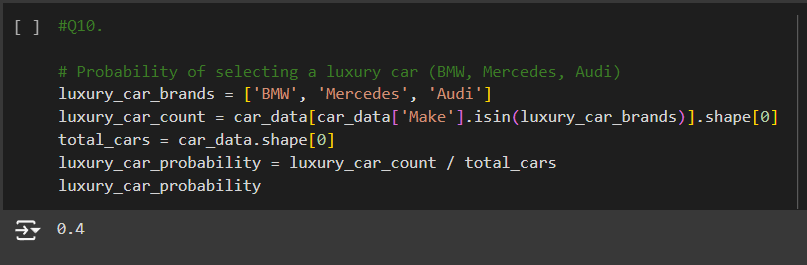 [ ] #Q10.
# Probability of selecting a luxury car (BMW, Mercedes, Audi)
luxury_car_brands = ['BMW', 'Mercedes', 'Audi']
luxury_car_count = car_data[car_data['Make'].isin(luxury_car_brands)].shape[0]
total_cars = car_data.shape[0]
luxury_car_probability = luxury_car_count / total_cars
luxury_car_probability
0.4